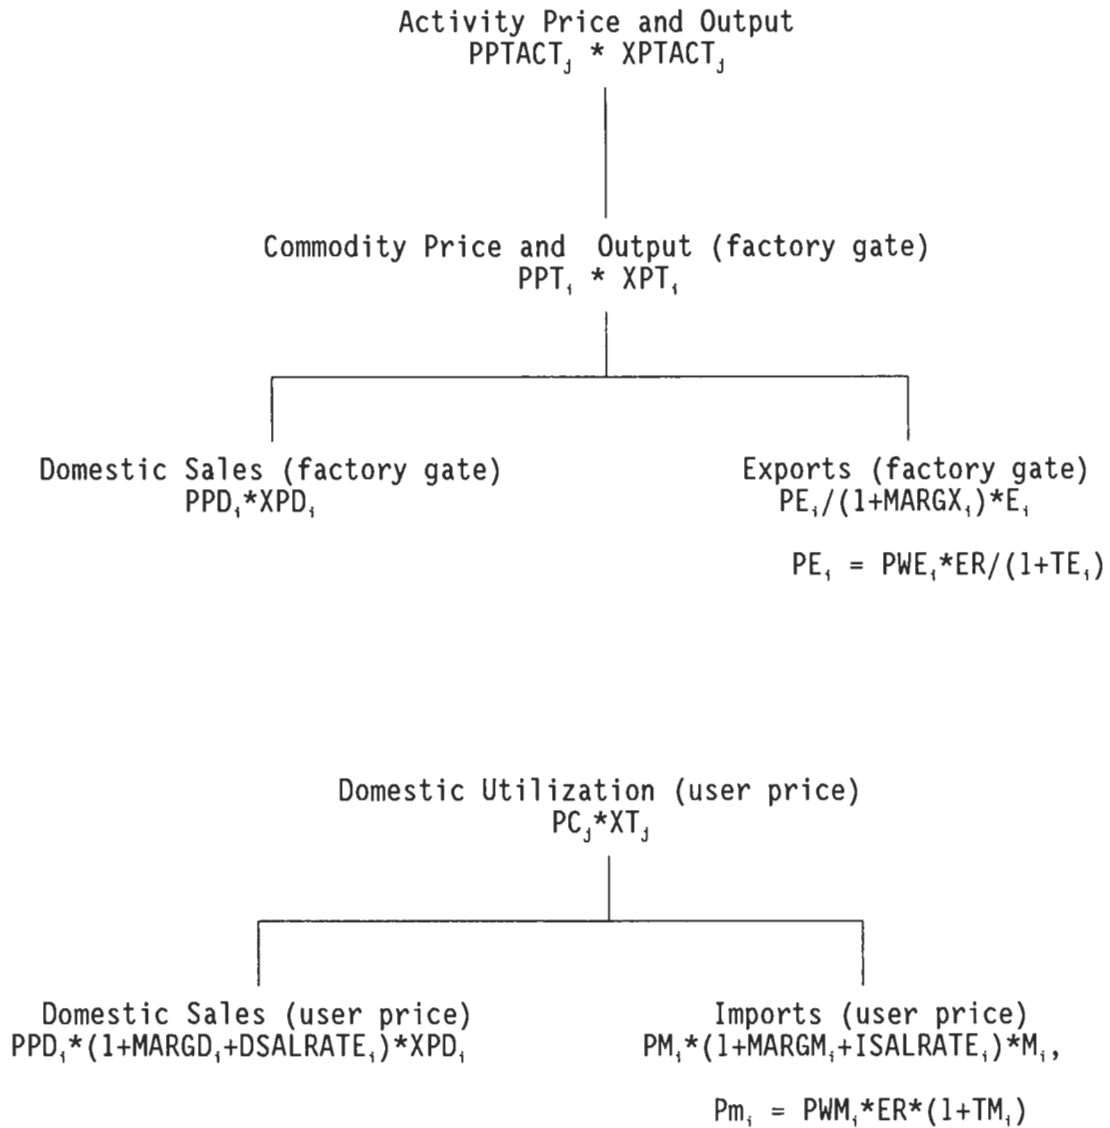 Activity Price and Output
PPTACTⱼ * XPTACTⱼ
Commodity Price and Output (factory gate)
PPTᵢ * XPTᵢ
Domestic Sales (factory gate)
PPDᵢ*XPDᵢ
Exports (factory gate)
PEᵢ/(1+MARGXᵢ)*Eᵢ
PEᵢ = PWEᵢ*ER/(1+TEᵢ)
Domestic Utilization (user price)
PCⱼ*XTⱼ
Domestic Sales (user price)
PPDᵢ*(1+MARGDᵢ+DSALRATEᵢ)*XPDᵢ
Imports (user price)
PMᵢ*(1+MARGMᵢ+ISALRATEᵢ)*Mᵢ,
Pmᵢ = PWMᵢ*ER*(1+TMᵢ)